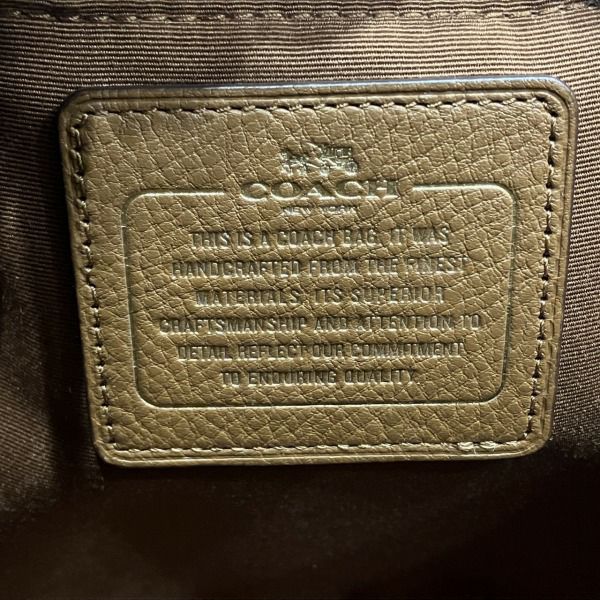 COACH
NEW YORK
THIS IS A COACH BAG. IT WAS
HANDCRAFTED FROM THE FINEST
MATERIALS. ITS SUPERIOR
CRAFTSMANSHIP AND ATTENTION TO
DETAIL REFLECT OUR COMMITMENT
TO ENDURING QUALITY.